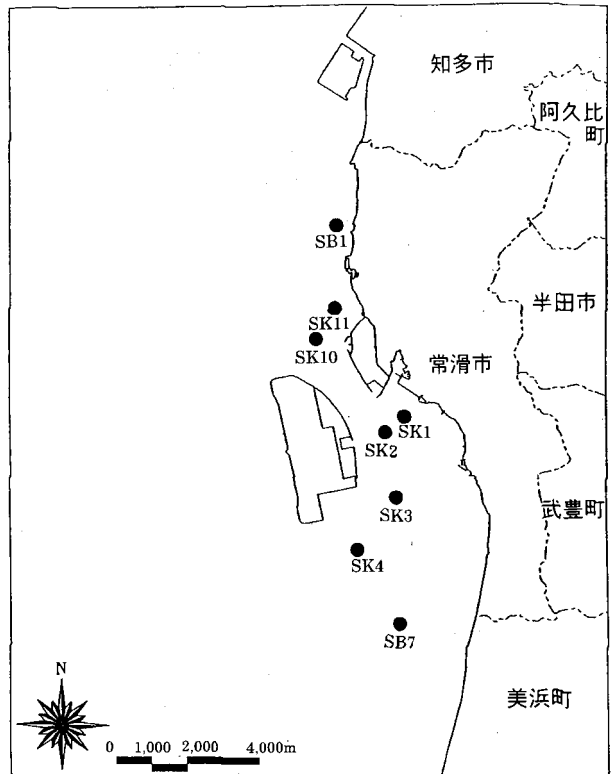 知多市
阿久比
町
SB1
半田市
SK11
SK10
常滑市
SK1
SK2
SK3
武豊町
SK4
SB7
美浜町
N
0 1,000 2,000 4,000m